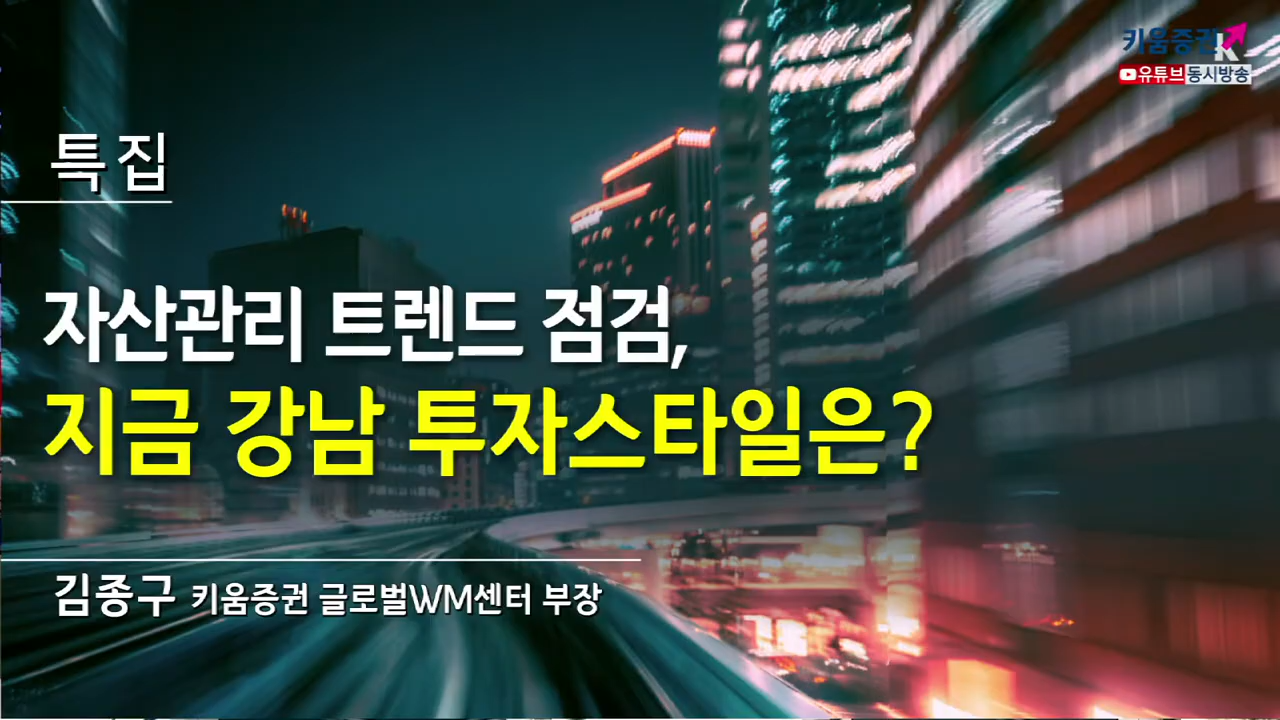 키움증권
유튜브 동시방송
특집
자산관리 트렌드 점검,
지금 강남 투자스타일은?
김종구 키움증권 글로벌WM센터 부장